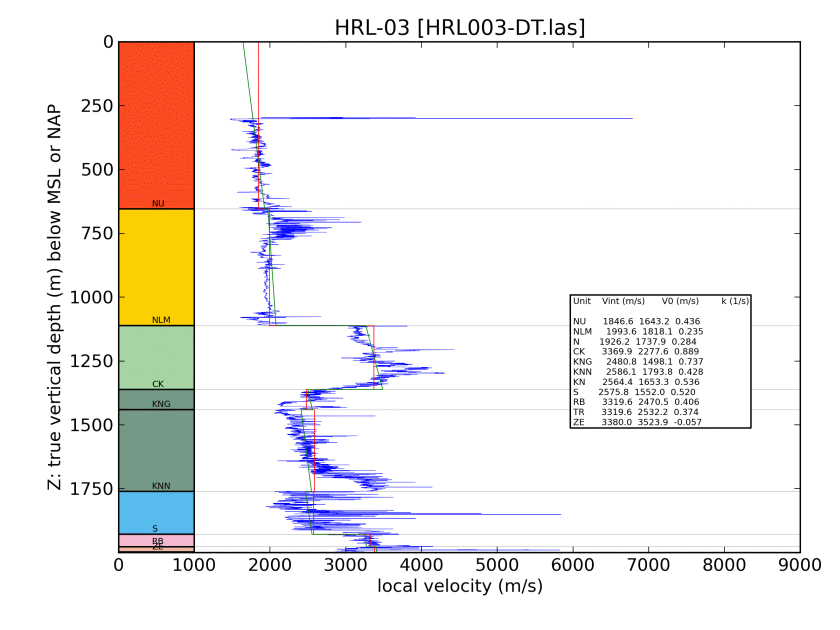 HRL-03 [HRL003-DT.las]
Z: true vertical depth (m) below MSL or NAP
0
250
500
750
1000
1250
1500
1750
NU
NLM
CK
KNG
KNN
S
RB
ZE
Unit Vint (m/s) V0 (m/s) k (1/s)
NU 1846.6 1643.2 0.436
NLM 1993.6 1818.1 0.235
N 1926.2 1737.9 0.284
CK 3369.9 2277.6 0.889
KNG 2480.8 1498.1 0.737
KNN 2586.1 1793.8 0.428
KN 2564.4 1653.3 0.536
S 2575.8 1552.0 0.520
RB 3319.6 2470.5 0.406
TR 3319.6 2532.2 0.374
ZE 3380.0 3523.9 -0.057
0 1000 2000 3000 4000 5000 6000 7000 8000 9000
local velocity (m/s)